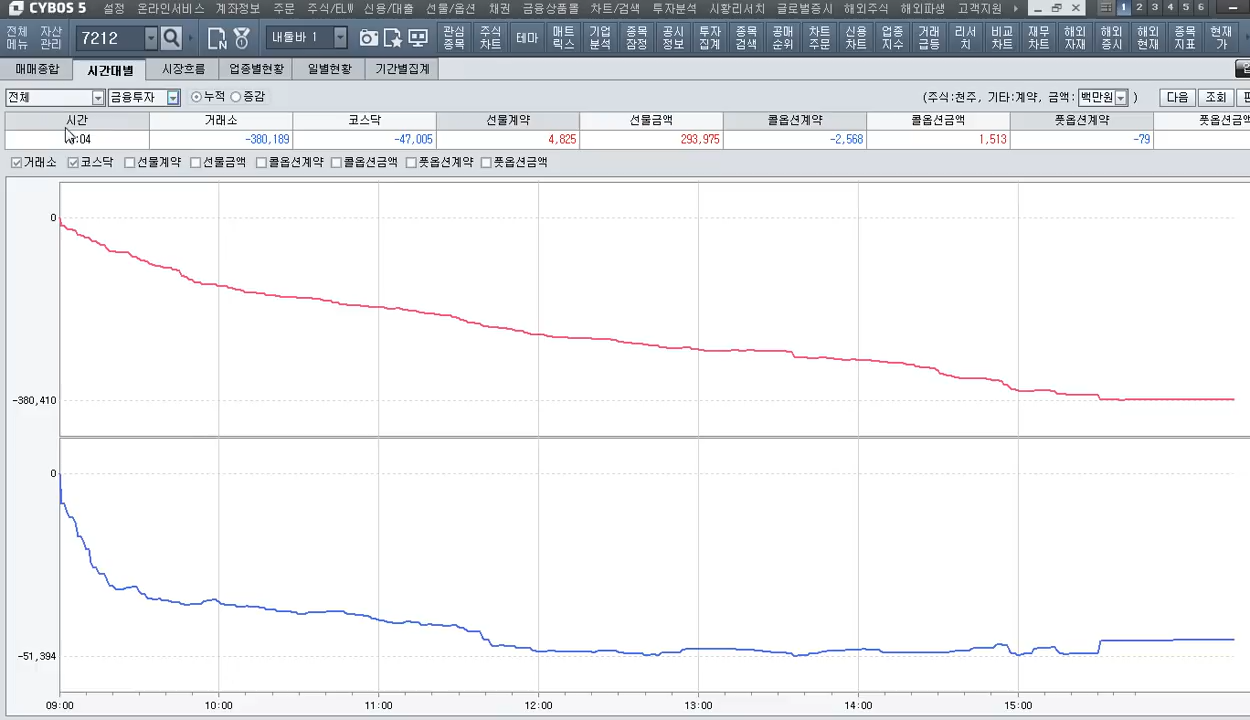 CYBOS 5 설정 온라인서비스 계좌정보 주문 주식/ELW 신용/대출 선물/옵션 채권 금융상품몰 차트/검색 투자분석 시황리서치 글로벌증시 해외주식 해외파생 고객지원 1 2 3 4 5 6
전체 자산 관심 주식 매트 기업 종목 공시 투자 종목 공매 차트 신용 업종 거래 리서 비교 재무 해외 해외 해외 종목 현재
메뉴 관리 7212 N 내툴바 1 종목 차트 테마 릭스 분석 잠정 정보 집계 검색 순위 주문 차트 지수 급등 치 차트 차트 자재 증시 현재 지표 가
매매종합 시간대별 시장흐름 업종별현황 일별현황 기간별집계
전체 금융투자 누적 증감 (주식:천주, 기타:계약, 금액: 백만원 ) 다음 조회
시간 거래소 코스닥 선물계약 선물금액 콜옵션계약 콜옵션금액 풋옵션계약 풋옵션금액
:04 -380,189 -47,005 4,825 293,975 -2,568 1,513 -79
거래소 코스닥 선물계약 선물금액 콜옵션계약 콜옵션금액 풋옵션계약 풋옵션금액
0
-380,410
0
-51,394
09:00 10:00 11:00 12:00 13:00 14:00 15:00